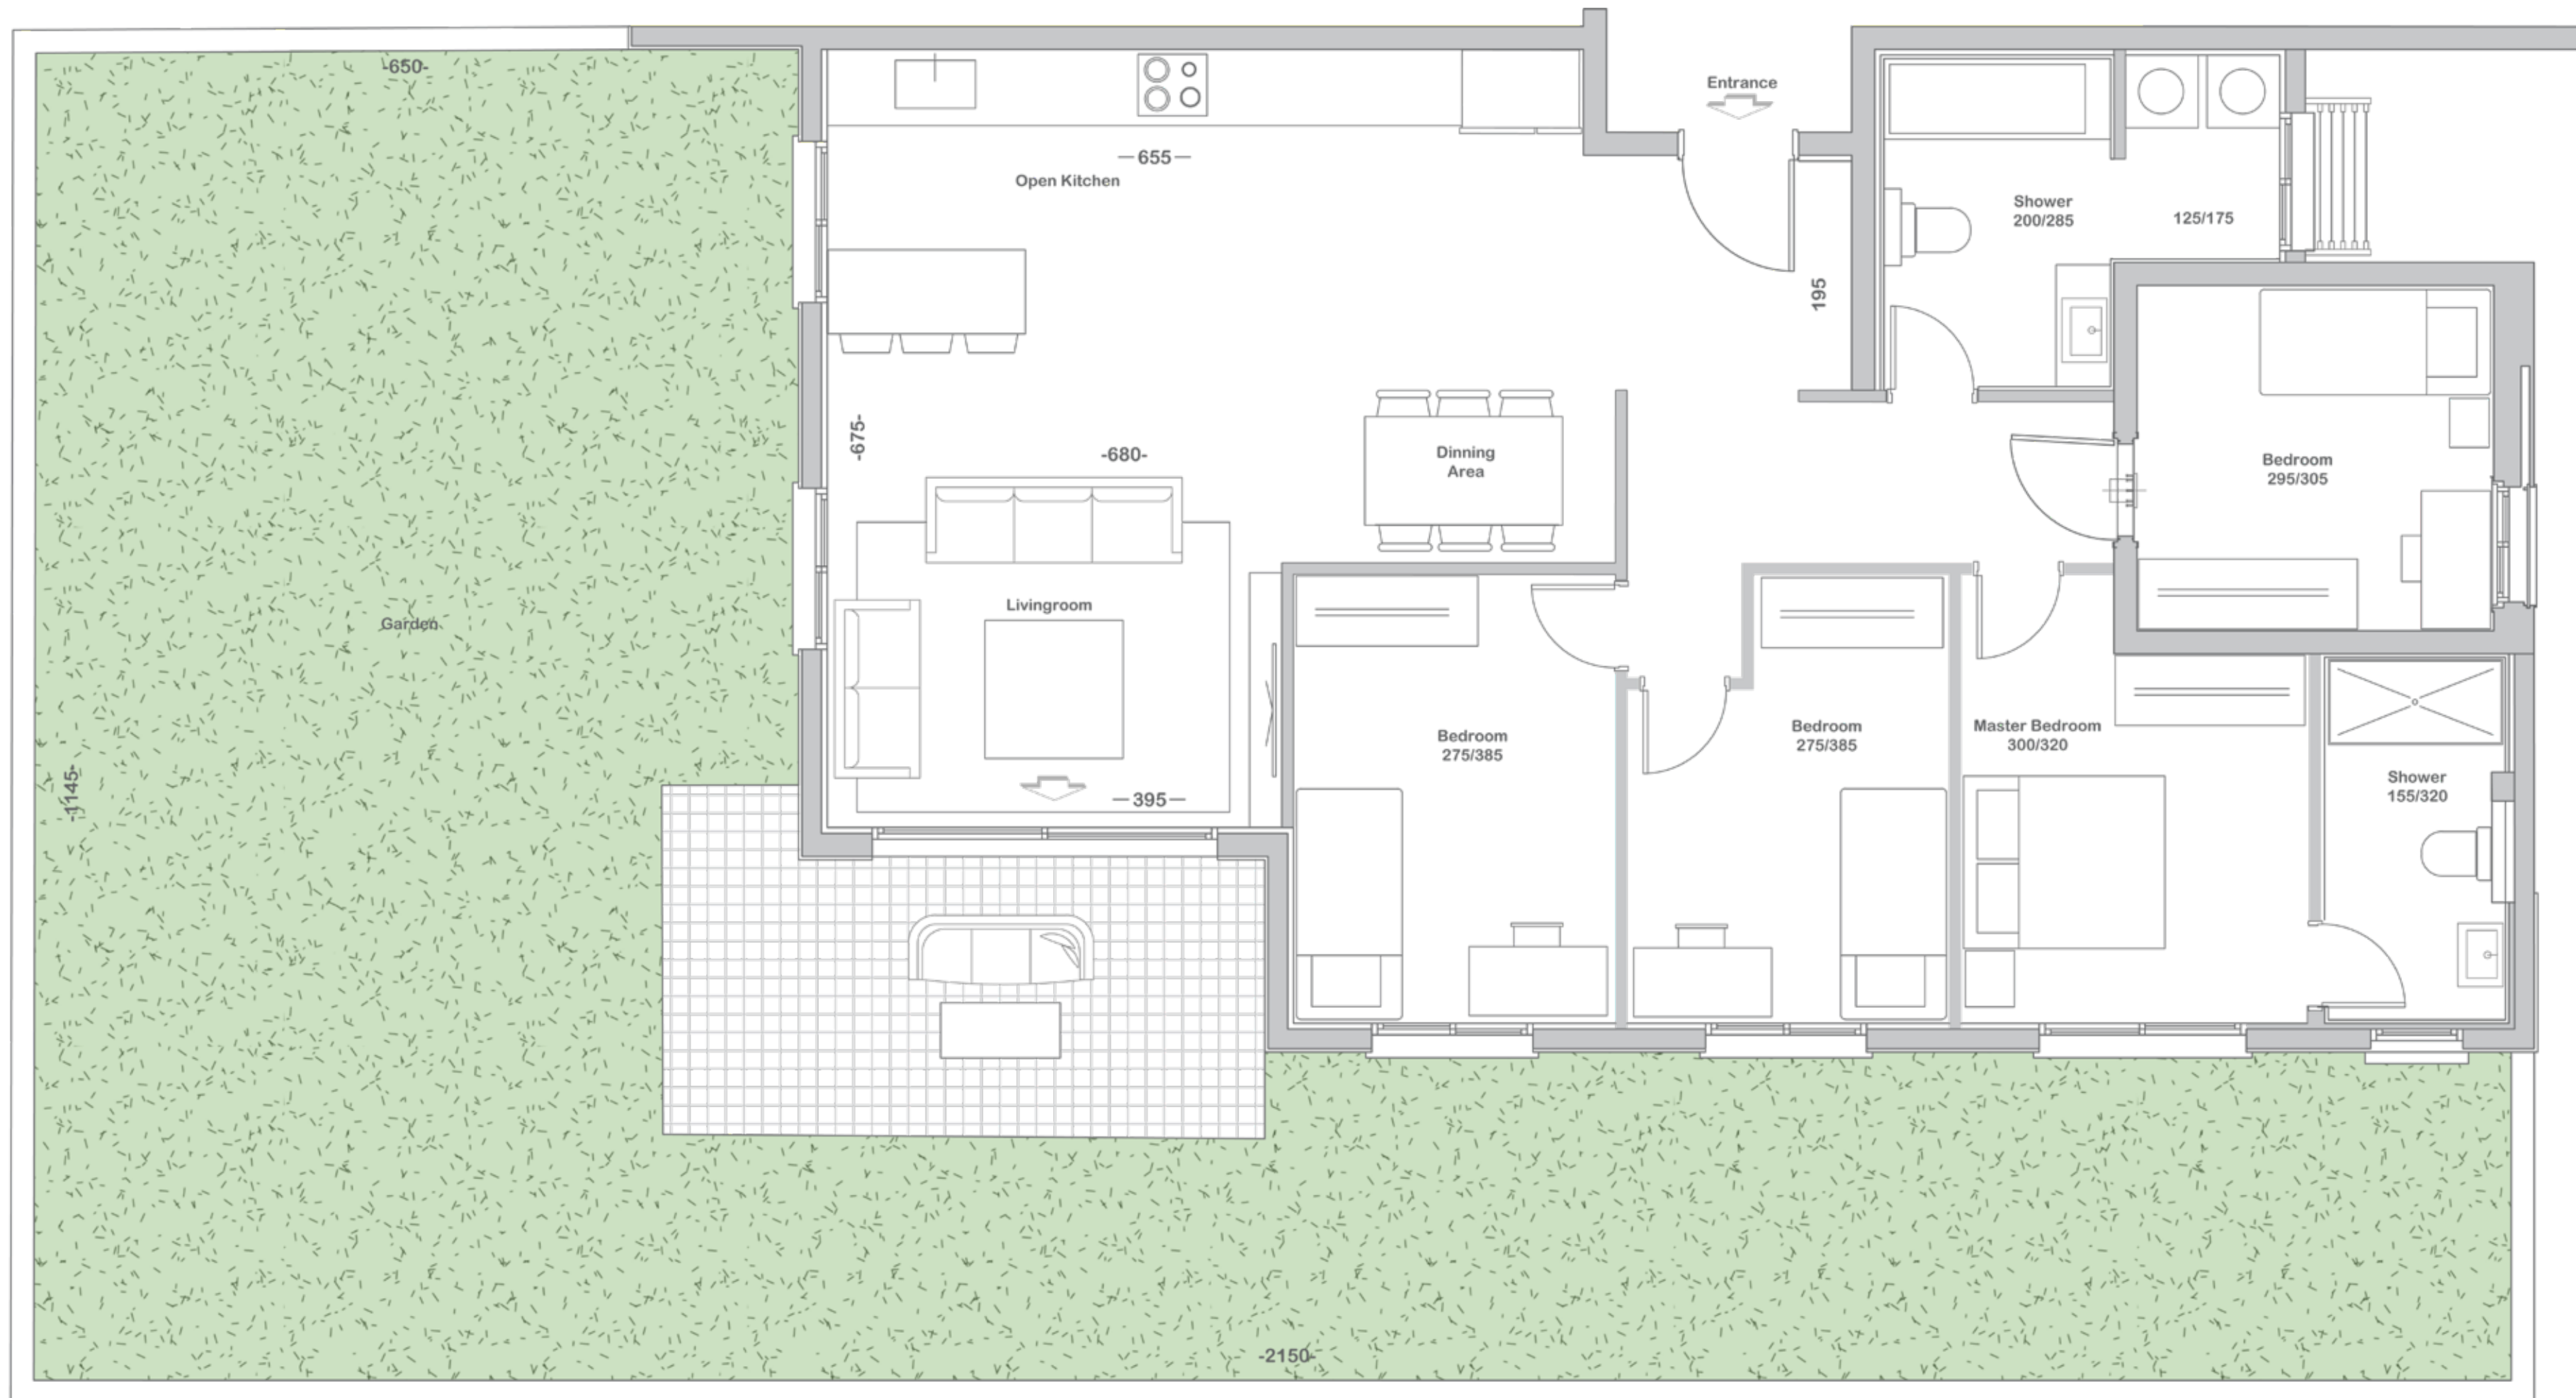 -650-
Entrance
—655—
Open Kitchen
Shower
200/285
125/175
195
-675-
-680-
Dinning
Area
Bedroom
295/305
Livingroom
Garden
-1145-
—395—
Bedroom
275/385
Bedroom
275/385
Master Bedroom
300/320
Shower
155/320
-2150-